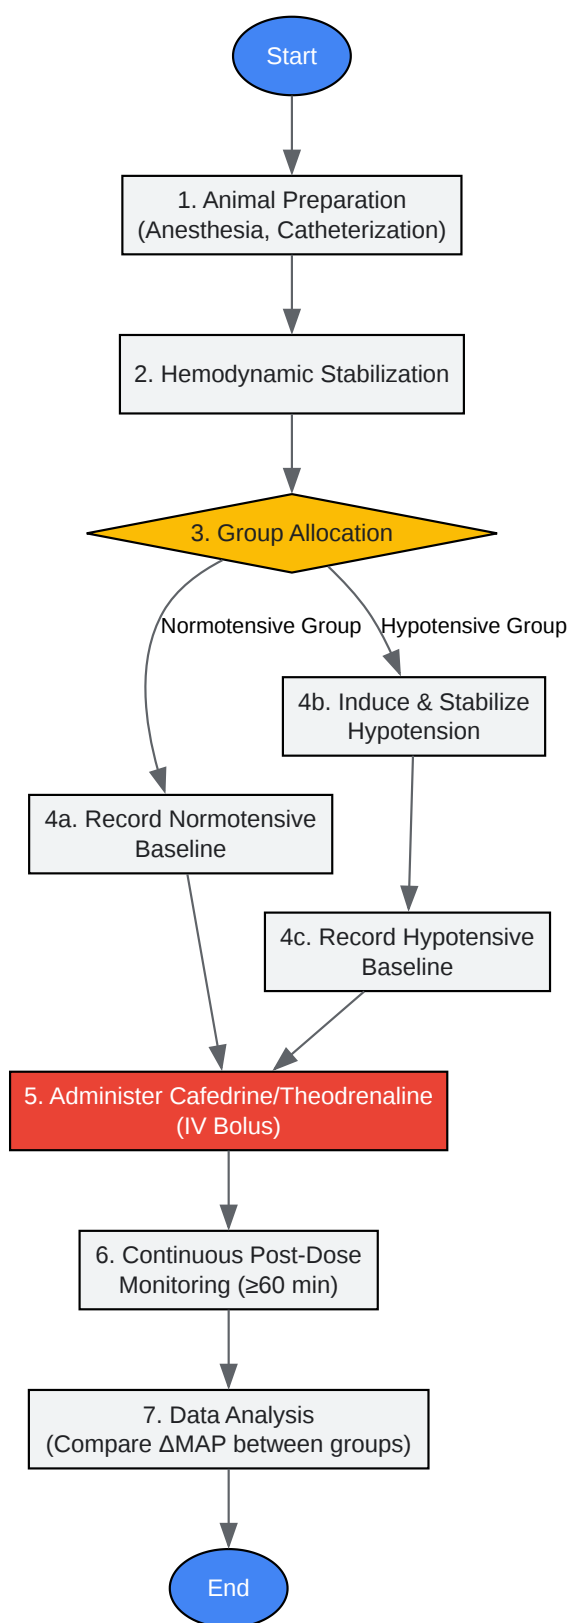 Start
1. Animal Preparation
(Anesthesia, Catheterization)
2. Hemodynamic Stabilization
3. Group Allocation
Normotensive Group
Hypotensive Group
4b. Induce & Stabilize
Hypotension
4a. Record Normotensive
Baseline
4c. Record Hypotensive
Baseline
5. Administer Cafedrine/Theodrenaline
(IV Bolus)
6. Continuous Post-Dose
Monitoring (≥60 min)
7. Data Analysis
(Compare ΔMAP between groups)
End